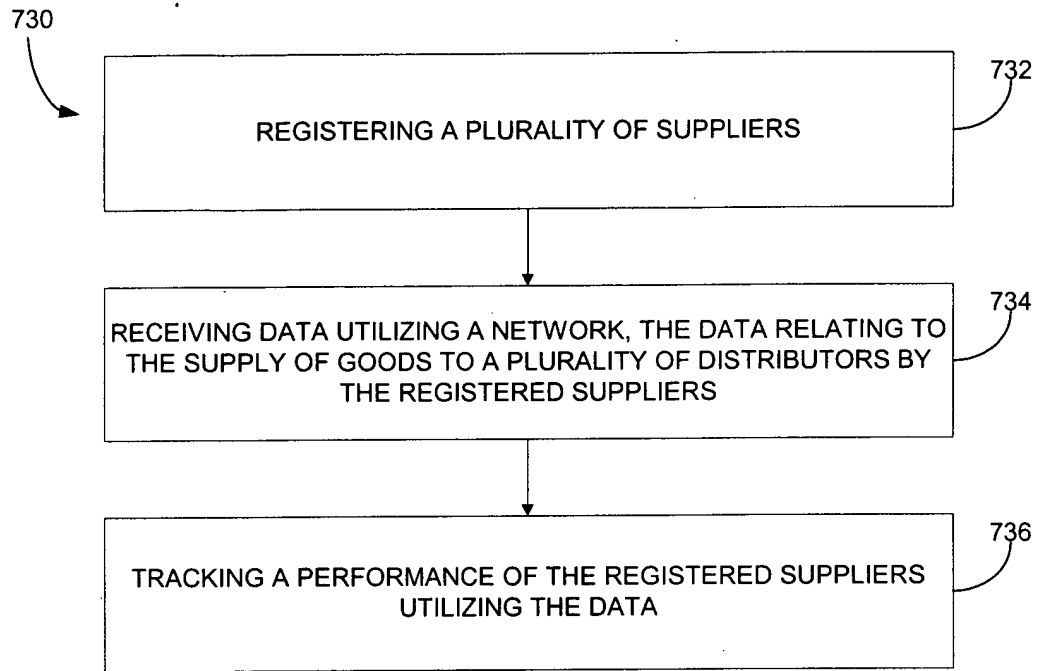 730
732
REGISTERING A PLURALITY OF SUPPLIERS
734
RECEIVING DATA UTILIZING A NETWORK, THE DATA RELATING TO
THE SUPPLY OF GOODS TO A PLURALITY OF DISTRIBUTORS BY
THE REGISTERED SUPPLIERS
736
TRACKING A PERFORMANCE OF THE REGISTERED SUPPLIERS
UTILIZING THE DATA